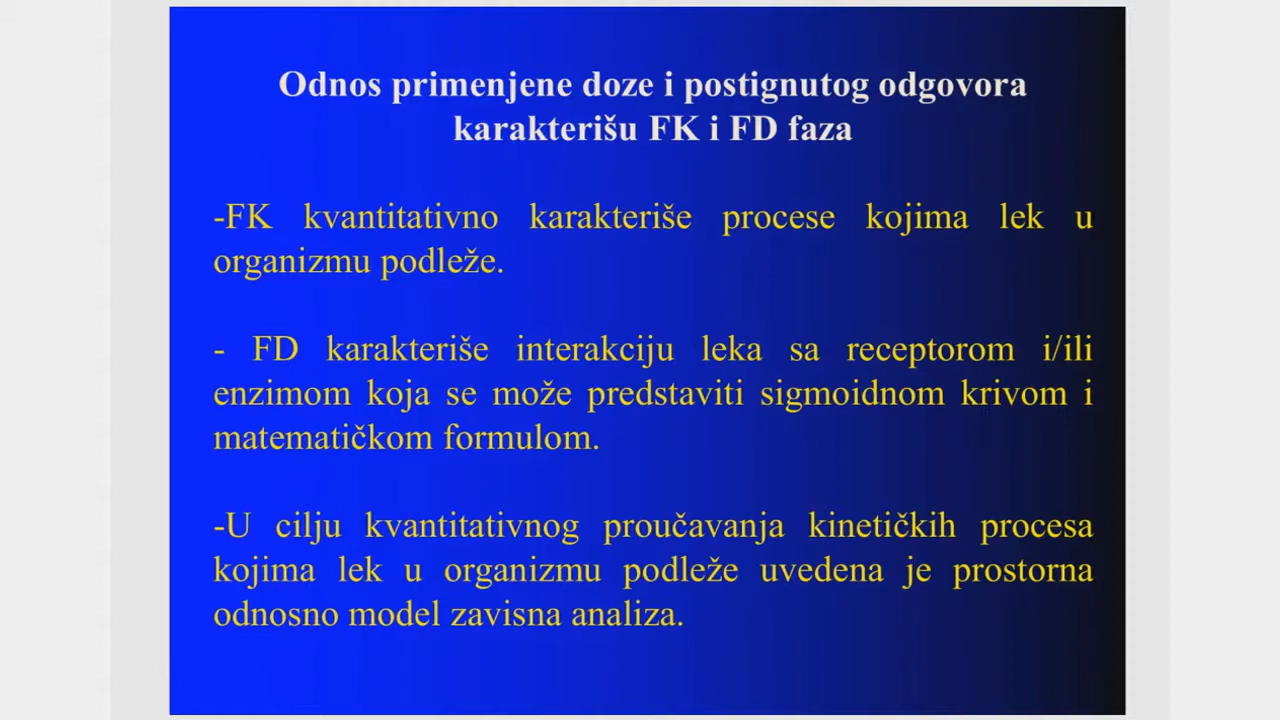 Odnos primenjene doze i postignutog odgovora
karakterišu FK i FD faza
-FK kvantitativno karakteriše procese kojima lek u
organizmu podleže.
- FD karakteriše interakciju leka sa receptorom i/ili
enzimom koja se može predstaviti sigmoidnom krivom i
matematičkom formulom.
-U cilju kvantitativnog proučavanja kinetičkih procesa
kojima lek u organizmu podleže uvedena je prostorna
odnosno model zavisna analiza.